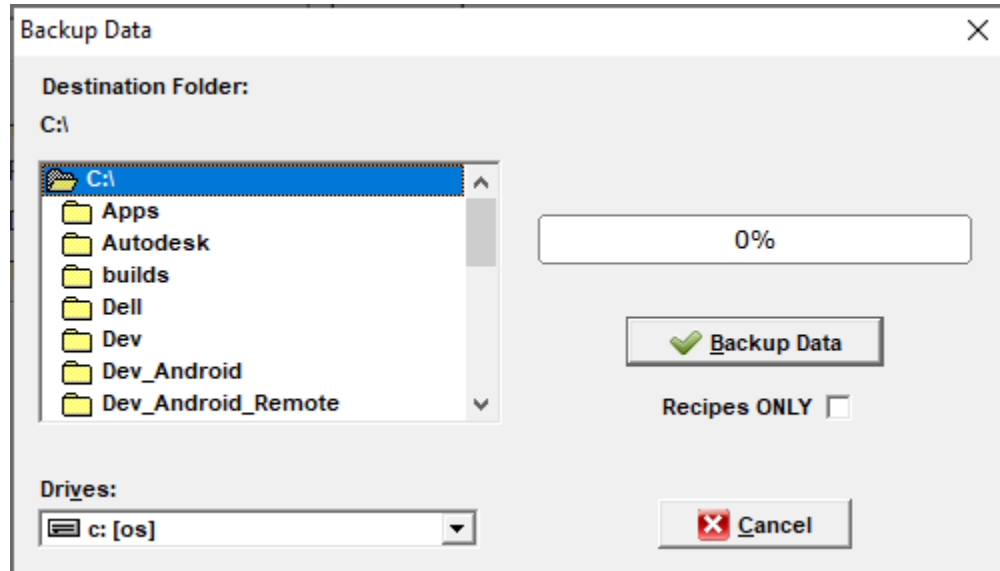 Backup Data
Destination Folder:
C:\
C:\
Apps
Autodesk
builds
Dell
Dev
Dev_Android
Dev_Android_Remote
0%
Backup Data
Recipes ONLY
Drives:
c: [os]
Cancel